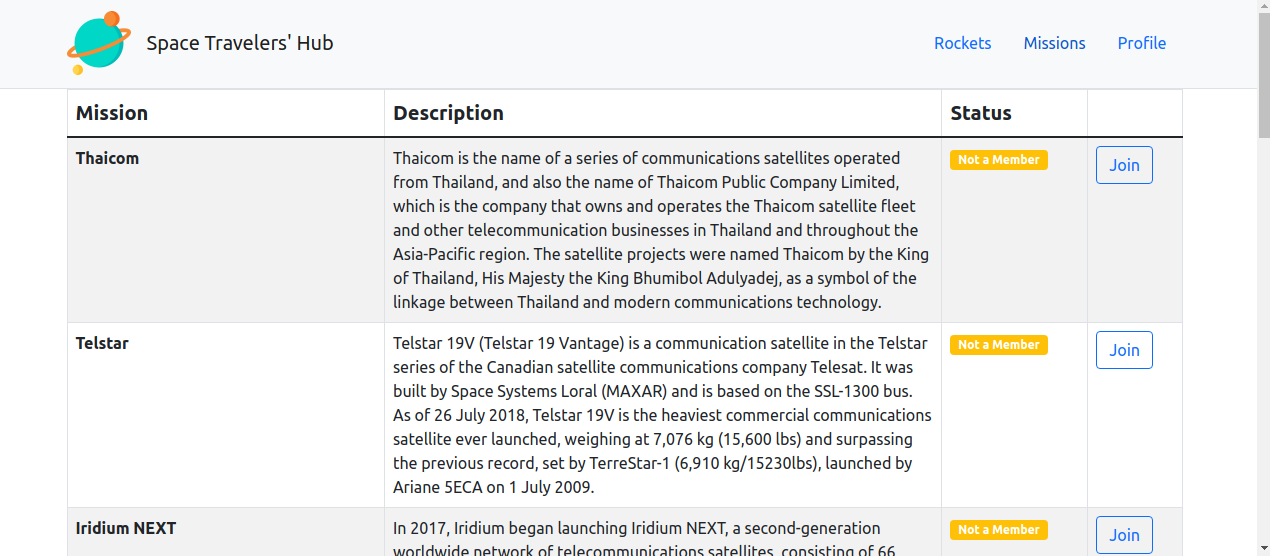 Space Travelers' Hub
Rockets Missions Profile
Mission Description Status
Thaicom
Thaicom is the name of a series of communications satellites operated
from Thailand, and also the name of Thaicom Public Company Limited,
which is the company that owns and operates the Thaicom satellite fleet
and other telecommunication businesses in Thailand and throughout the
Asia-Pacific region. The satellite projects were named Thaicom by the King
of Thailand, His Majesty the King Bhumibol Adulyadej, as a symbol of the
linkage between Thailand and modern communications technology.
Not a Member
Join
Telstar
Telstar 19V (Telstar 19 Vantage) is a communication satellite in the Telstar
series of the Canadian satellite communications company Telesat. It was
built by Space Systems Loral (MAXAR) and is based on the SSL-1300 bus.
As of 26 July 2018, Telstar 19V is the heaviest commercial communications
satellite ever launched, weighing at 7,076 kg (15,600 lbs) and surpassing
the previous record, set by TerreStar-1 (6,910 kg/15230lbs), launched by
Ariane 5ECA on 1 July 2009.
Not a Member
Join
Iridium NEXT
In 2017, Iridium began launching Iridium NEXT, a second-generation
worldwide network of telecommunications satellites, consisting of 66
Not a Member
Join